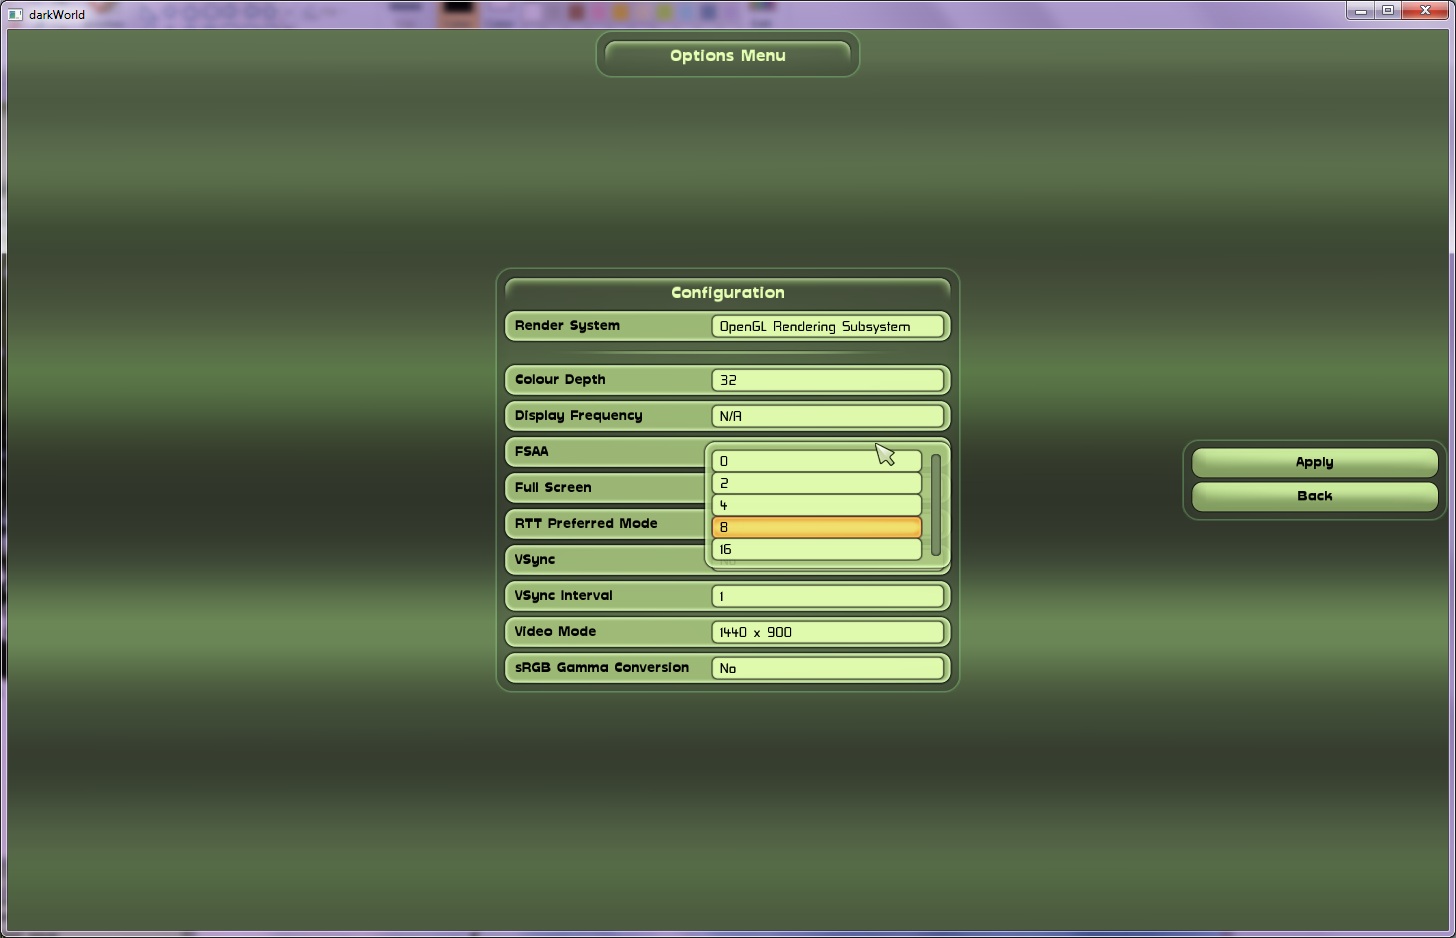 darkWorld
Options Menu
Configuration
Render System OpenGL Rendering Subsystem
Colour Depth 32
Display Frequency N/A
FSAA
0
Full Screen
2
4
RTT Preferred Mode
8
16
VSync
VSync Interval 1
Video Mode 1440 x 900
sRGB Gamma Conversion No
Apply
Back